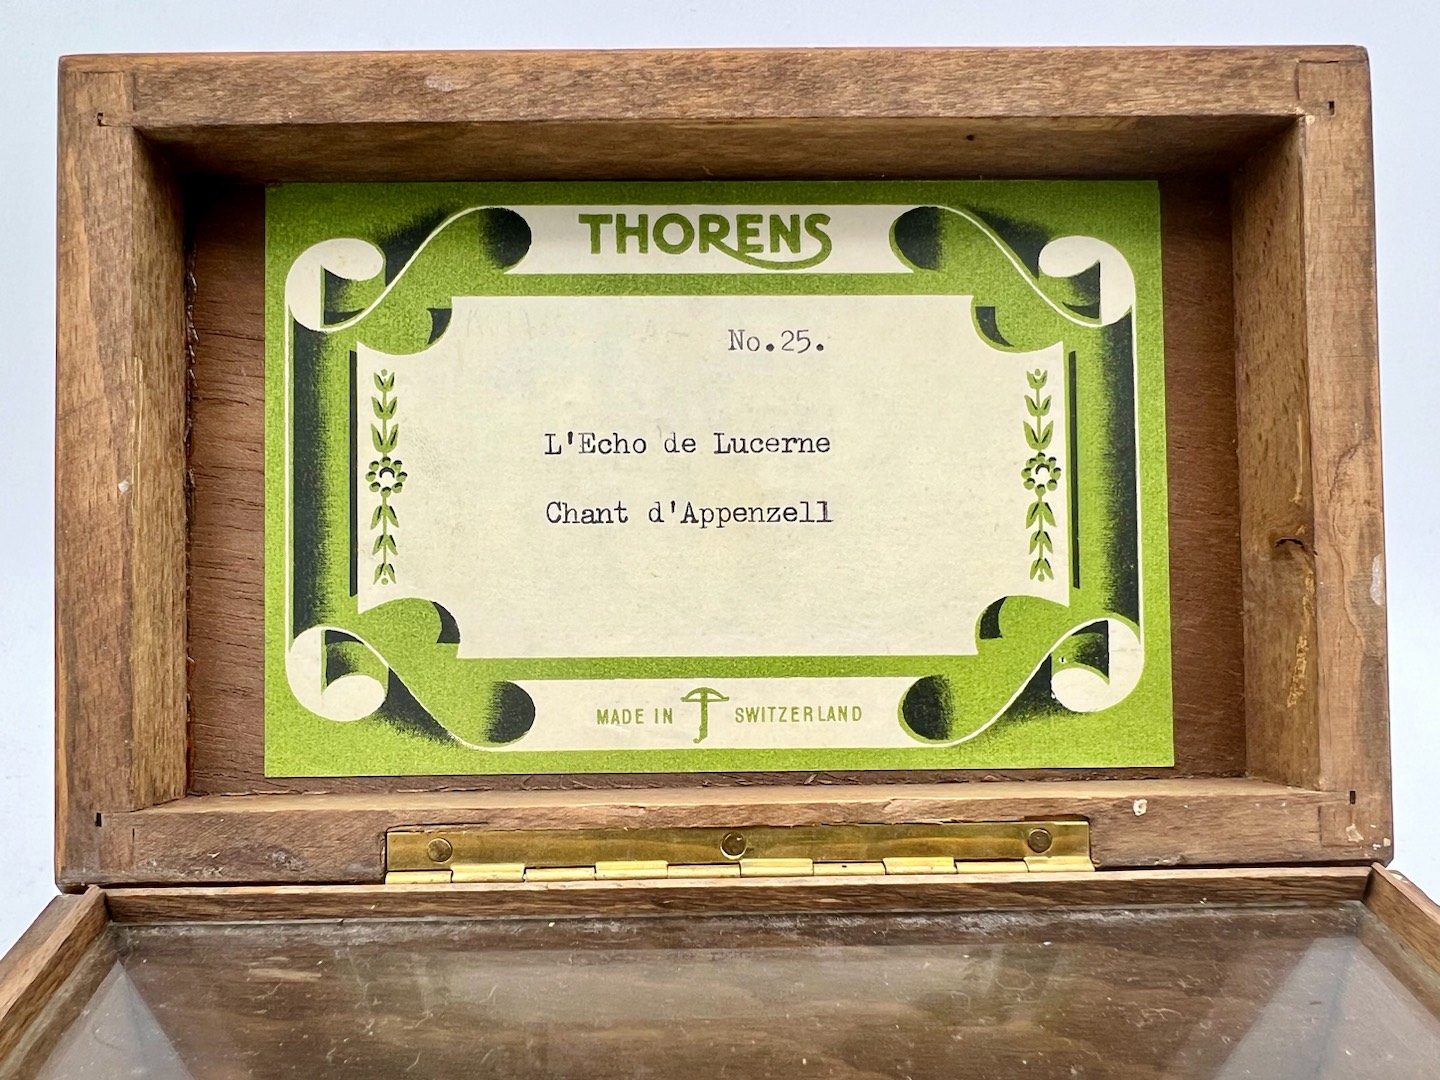 THORENS
No.25.
L'Echo de Lucerne
Chant d'Appenzell
MADE IN SWITZERLAND